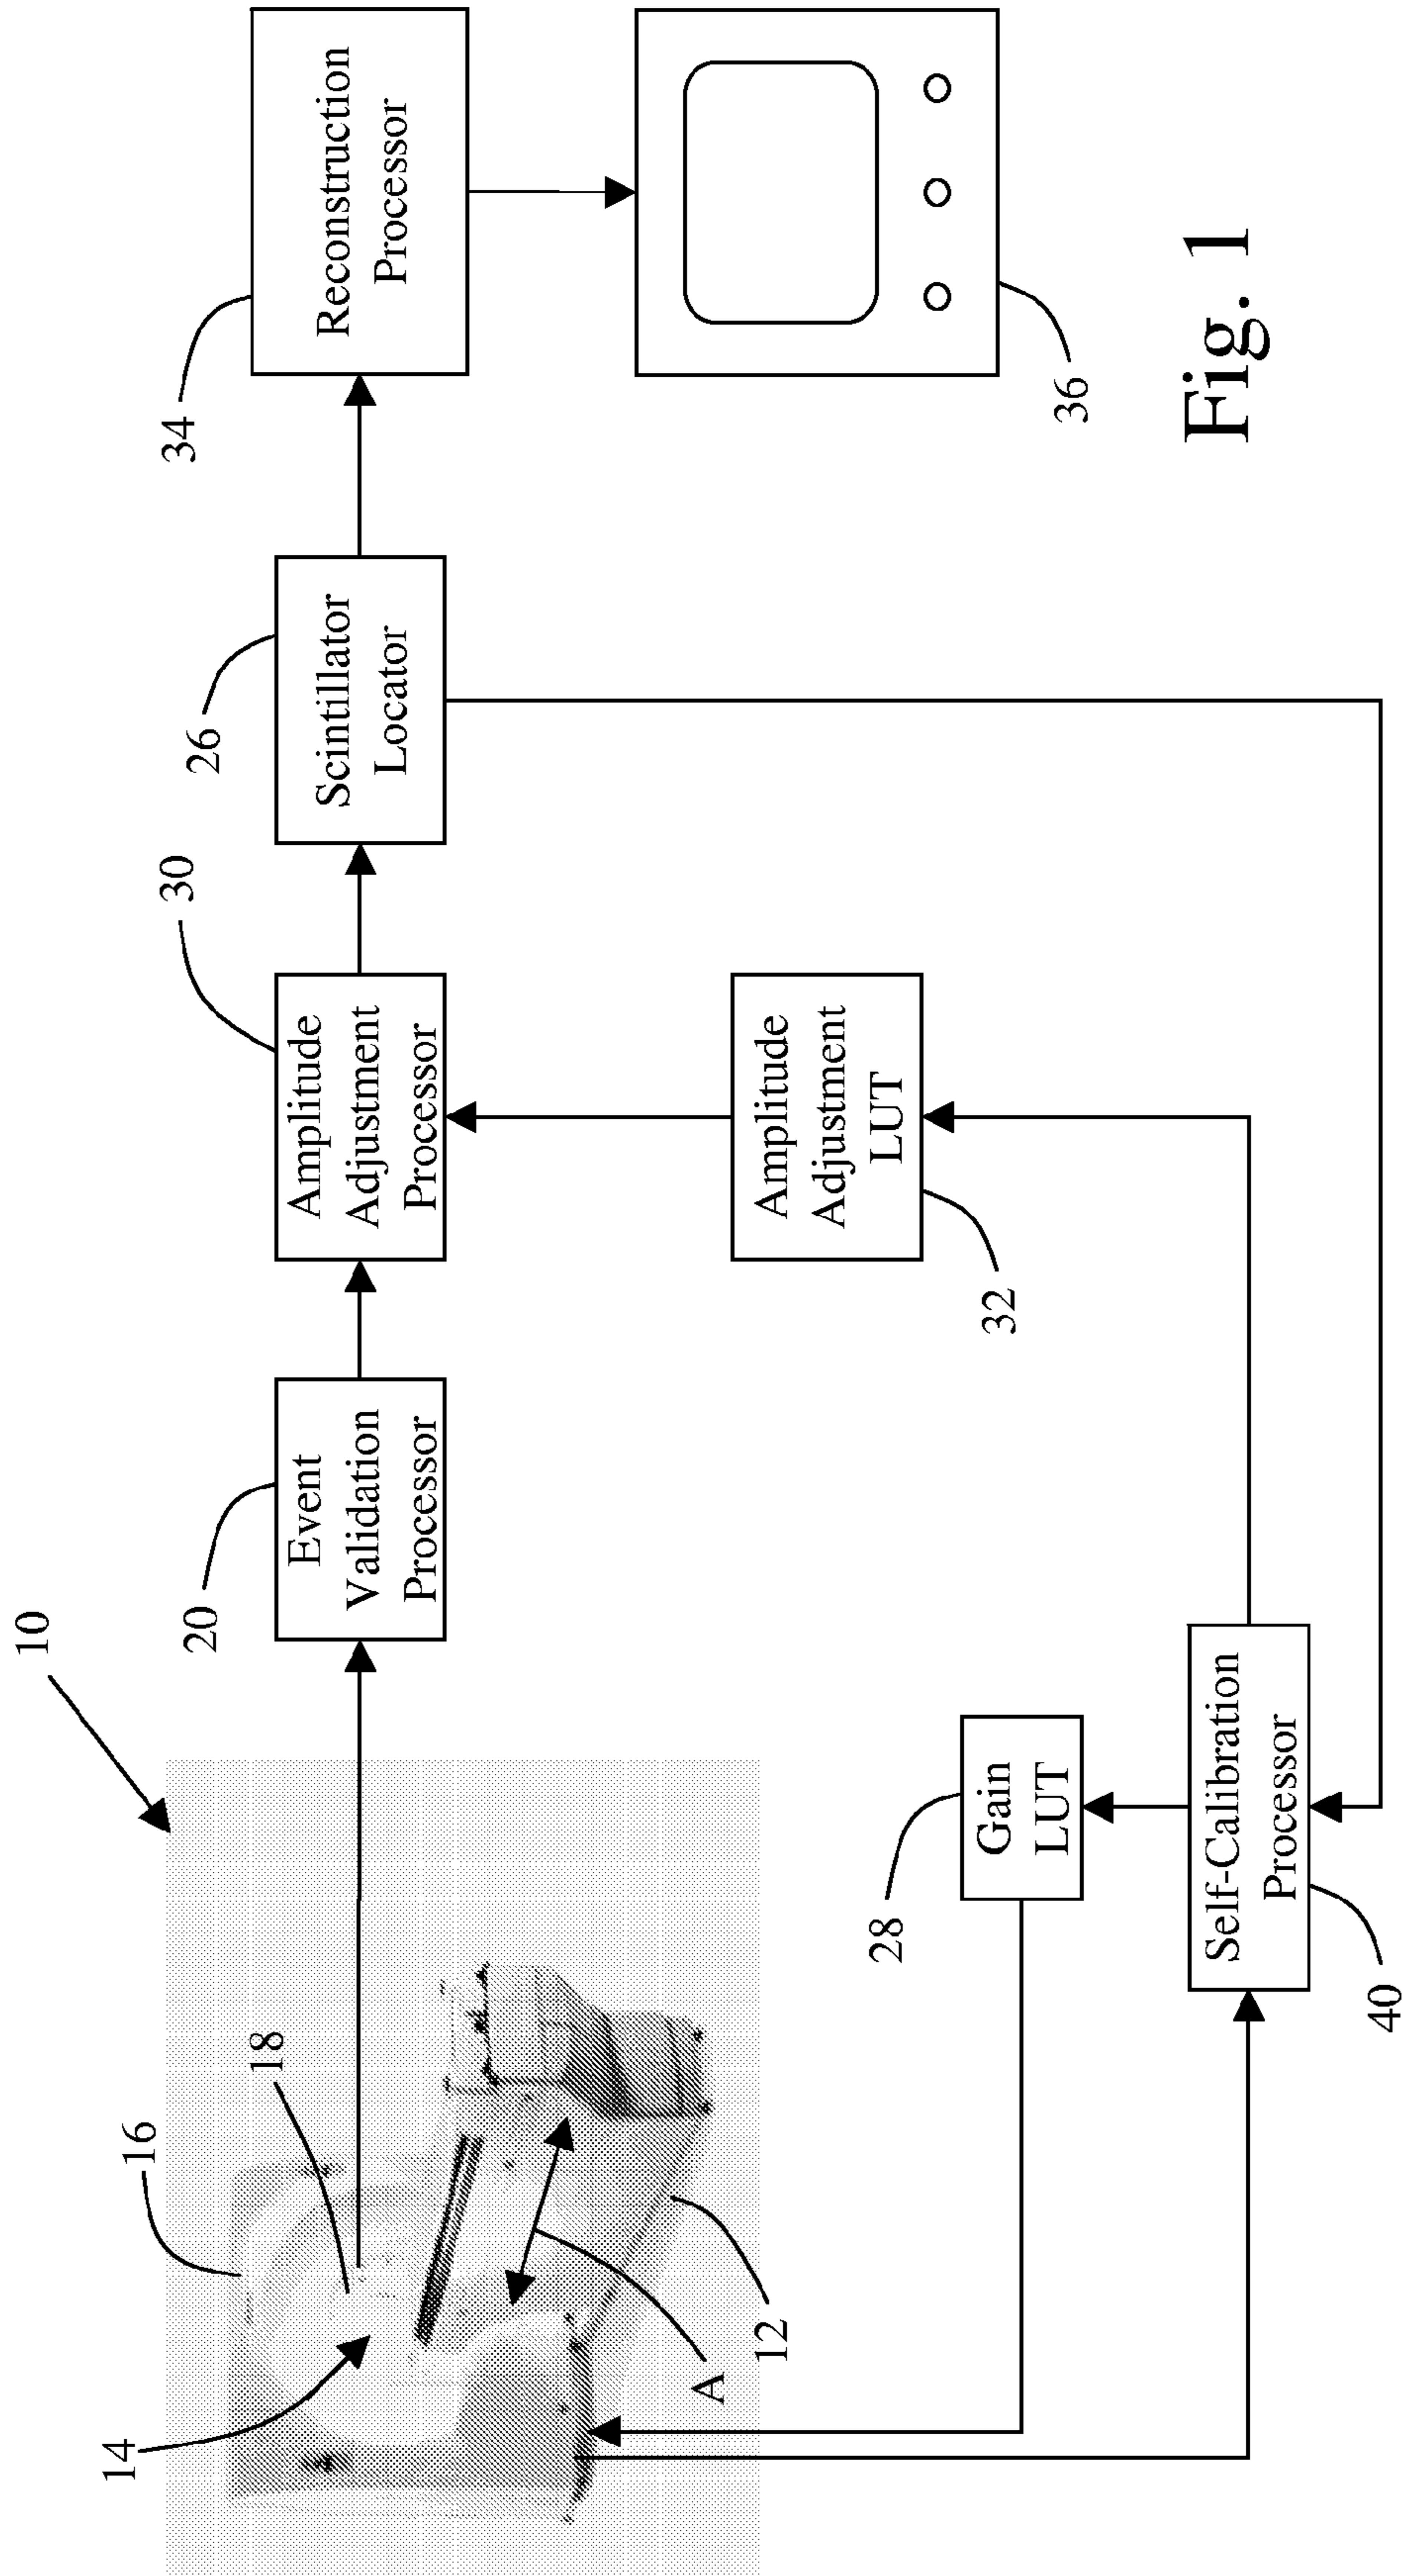 10
14
16
18
A
12
20
Event
Validation
Processor
30
Amplitude
Adjustment
Processor
26
Scintillator
Locator
34
Reconstruction
Processor
36
32
Amplitude
Adjustment
LUT
28
Gain
LUT
40
Self-Calibration
Processor
Fig. 1